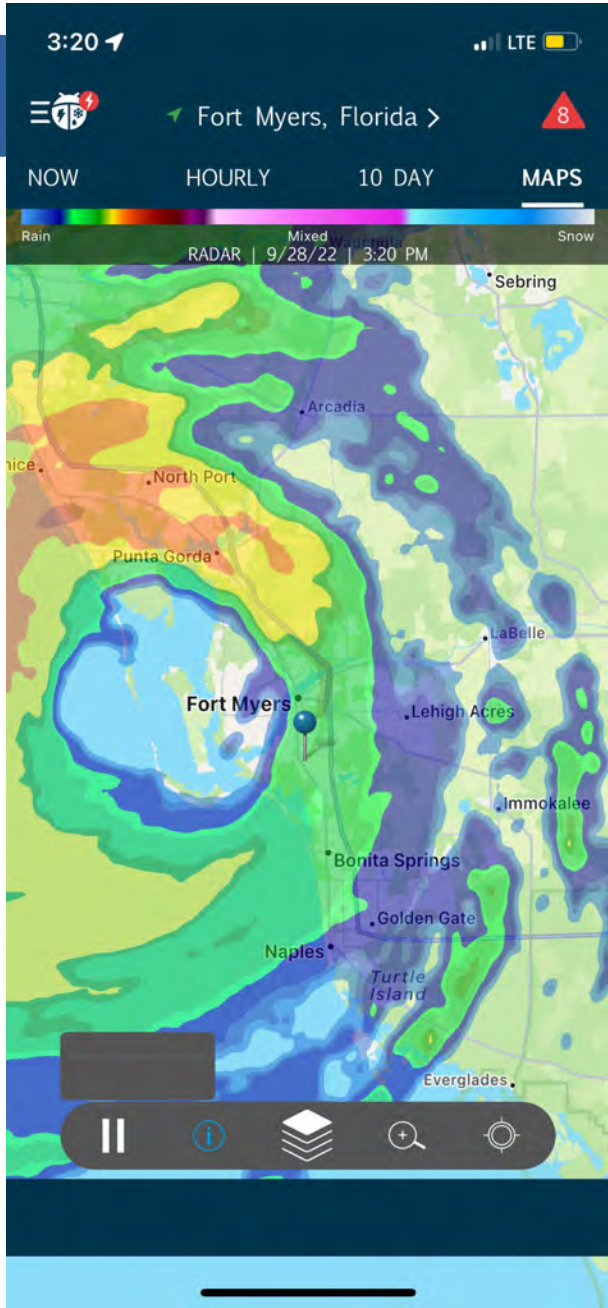 3:20
LTE
Fort Myers, Florida >
8
NOW HOURLY 10 DAY MAPS
Rain Mixed Snow
Wauchula
RADAR | 9/28/22 | 3:20 PM
Sebring
Arcadia
nice
North Port
Punta Gorda
LaBelle
Fort Myers
Lehigh Acres
Immokalee
Bonita Springs
Golden Gate
Naples
Turtle
Island
Everglades